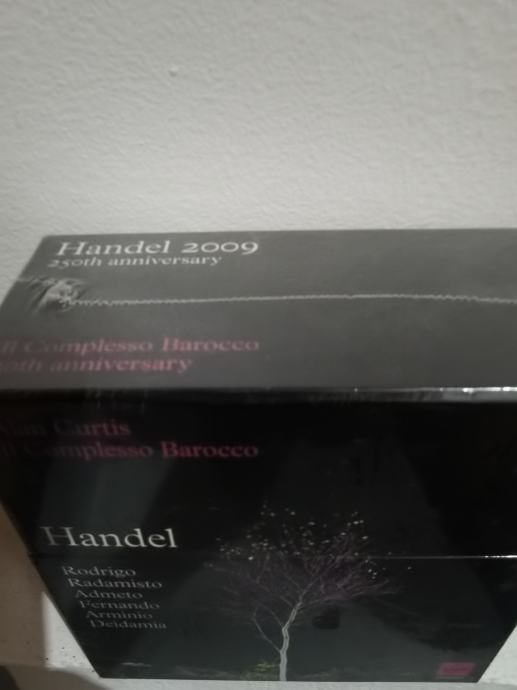 Handel 2009
250th anniversary
Il Complesso Barocco
anniversary
Alan Curtis
Il Complesso Barocco
Handel
Rodrigo
Radamisto
Admeto
Fernando
Arminio
Deidamia